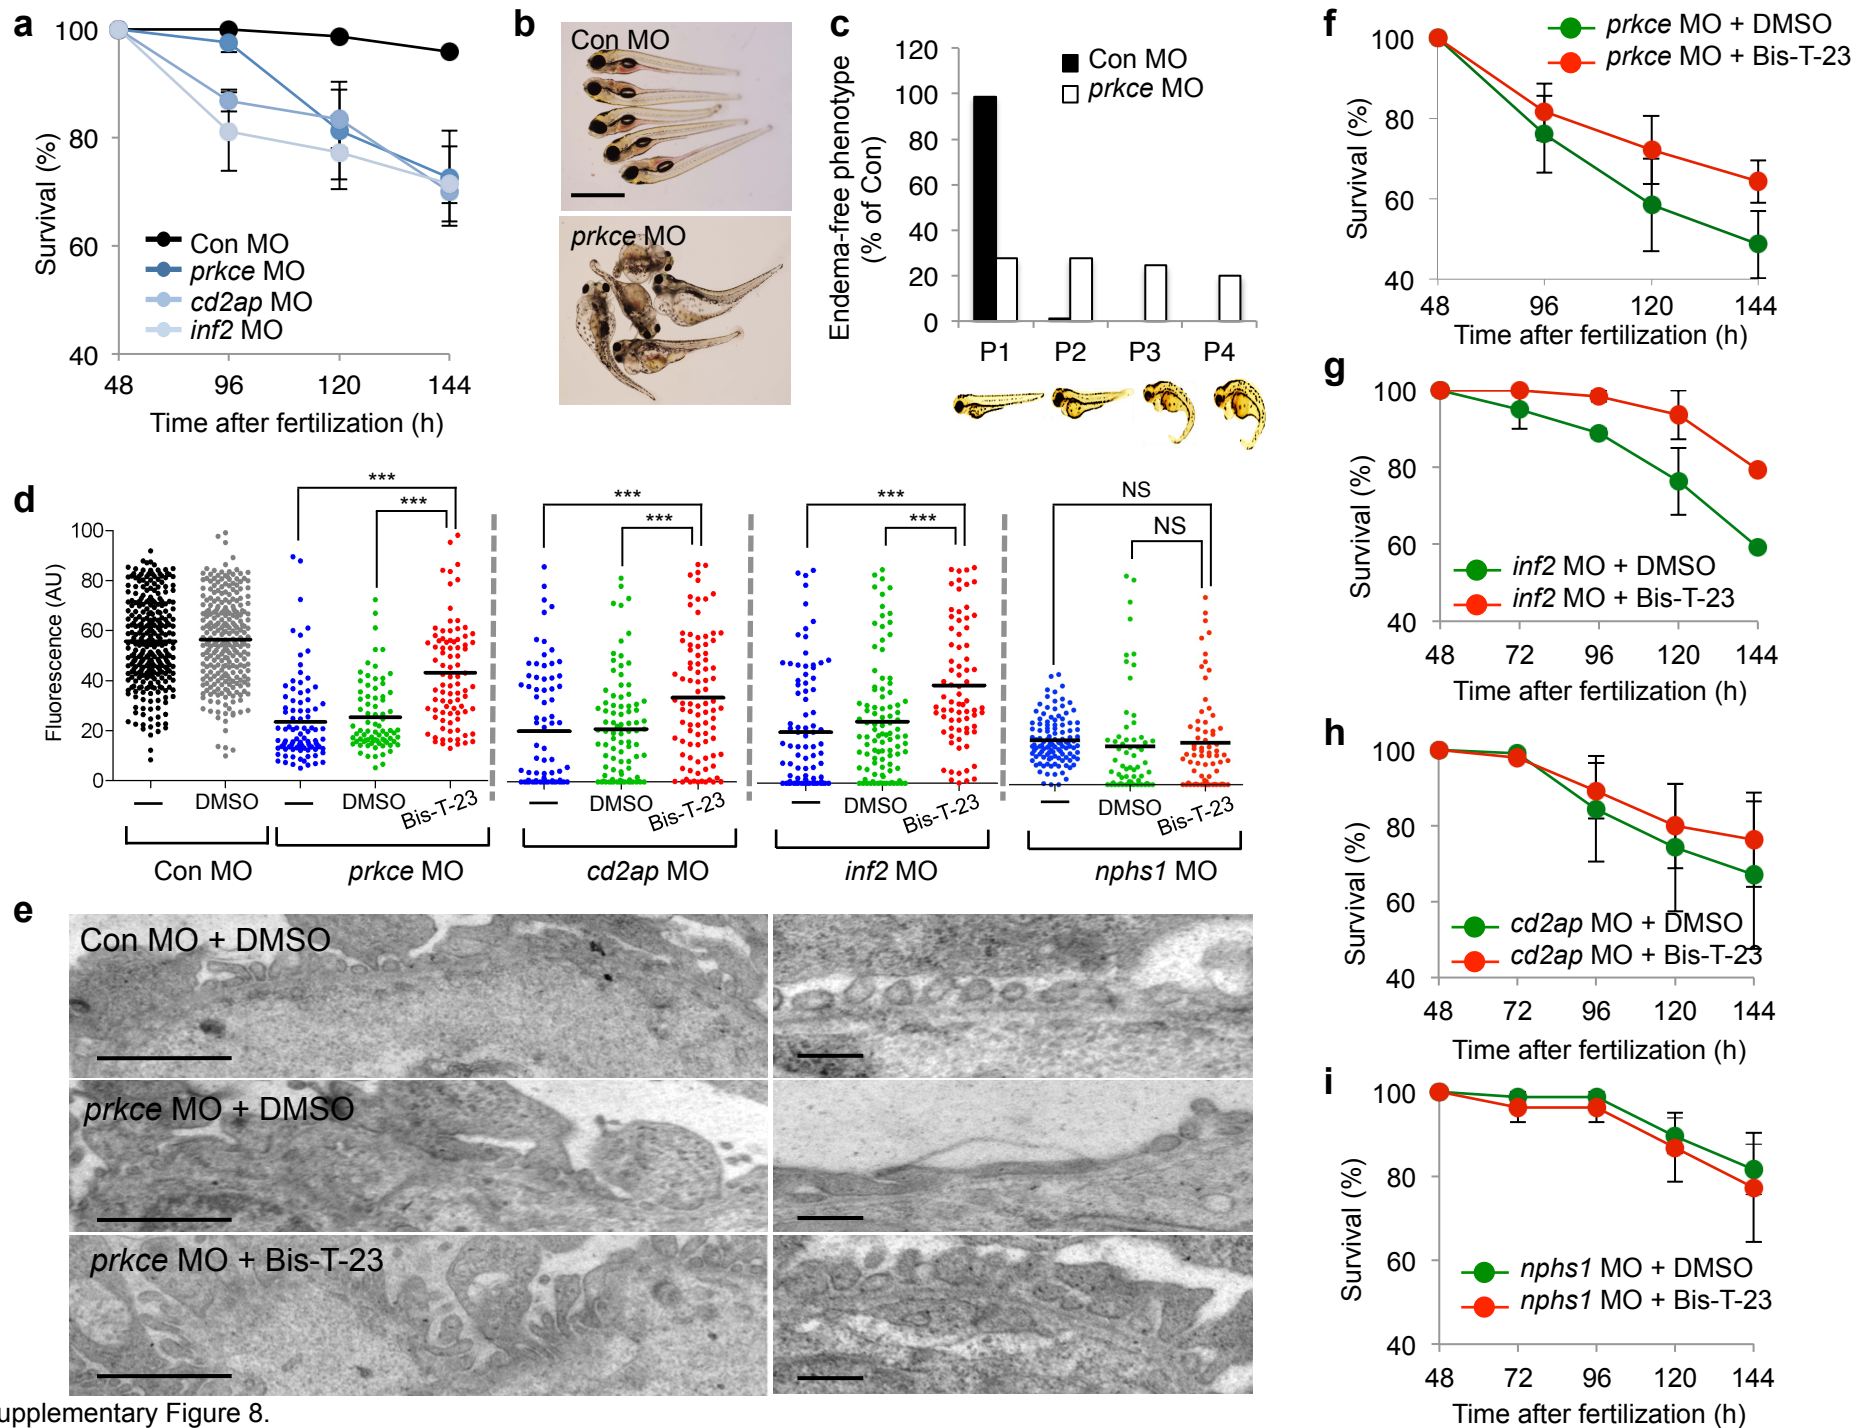 a
100
80
60
40
Survival (%)
Con MO
prkce MO
cd2ap MO
inf2 MO
48 96 120 144
Time after fertilization (h)
b
Con MO
prkce MO
c
Endema-free phenotype
(% of Con)
120
100
80
60
40
20
0
Con MO
prkce MO
P1 P2 P3 P4
d
Fluorescence (AU)
100
80
60
40
20
0
*** *** *** *** *** *** NS NS
— DMSO — DMSO Bis-T-23 — DMSO Bis-T-23 — DMSO Bis-T-23 — DMSO Bis-T-23
Con MO prkce MO cd2ap MO inf2 MO nphs1 MO
e
Con MO + DMSO
prkce MO + DMSO
prkce MO + Bis-T-23
f
prkce MO + DMSO
prkce MO + Bis-T-23
100
80
60
40
Survival (%)
48 96 120 144
Time after fertilization (h)
g
100
80
60
40
Survival (%)
inf2 MO + DMSO
inf2 MO + Bis-T-23
48 72 96 120 144
Time after fertilization (h)
h
100
80
60
40
Survival (%)
cd2ap MO + DMSO
cd2ap MO + Bis-T-23
48 72 96 120 144
Time after fertilization (h)
i
100
80
60
40
Survival (%)
nphs1 MO + DMSO
nphs1 MO + Bis-T-23
48 72 96 120 144
Time after fertilization (h)
upplementary Figure 8.